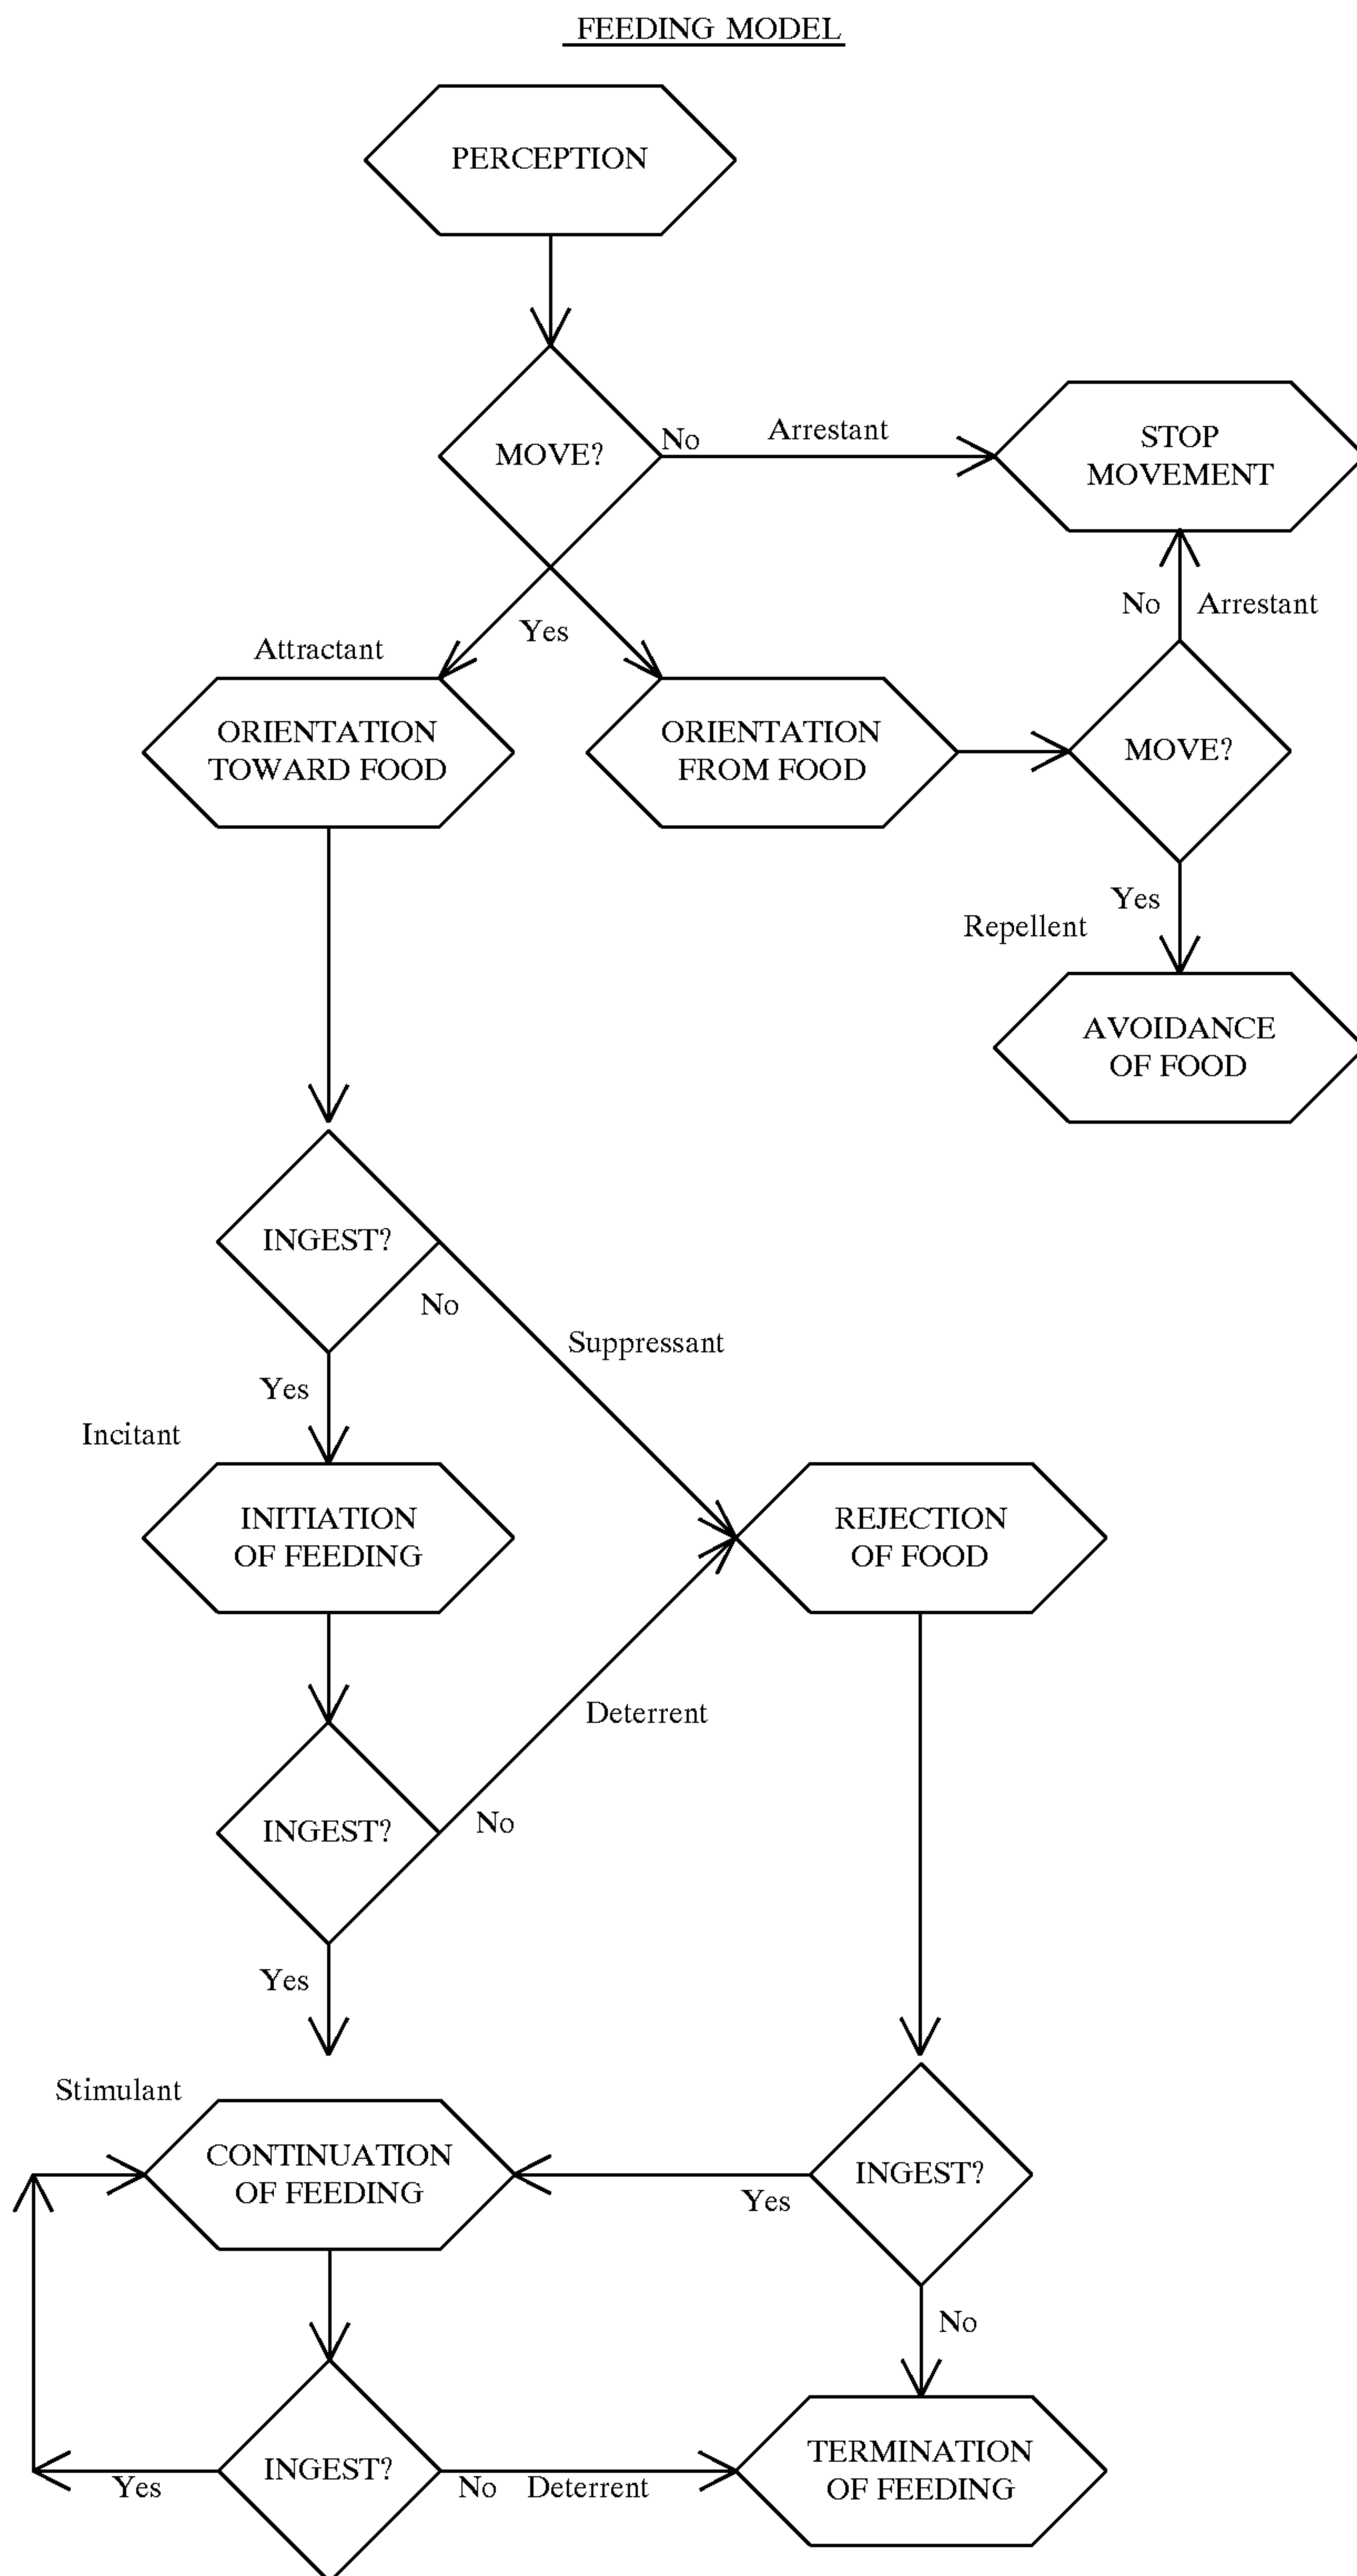 FEEDING MODEL
PERCEPTION
MOVE?
No
Arrestant
STOP
MOVEMENT
No
Arrestant
Yes
Attractant
ORIENTATION
TOWARD FOOD
ORIENTATION
FROM FOOD
MOVE?
Yes
Repellent
AVOIDANCE
OF FOOD
INGEST?
No
Suppressant
Yes
Incitant
INITIATION
OF FEEDING
REJECTION
OF FOOD
Deterrent
INGEST?
No
Yes
Stimulant
CONTINUATION
OF FEEDING
INGEST?
Yes
No
INGEST?
Yes
No
Deterrent
TERMINATION
OF FEEDING